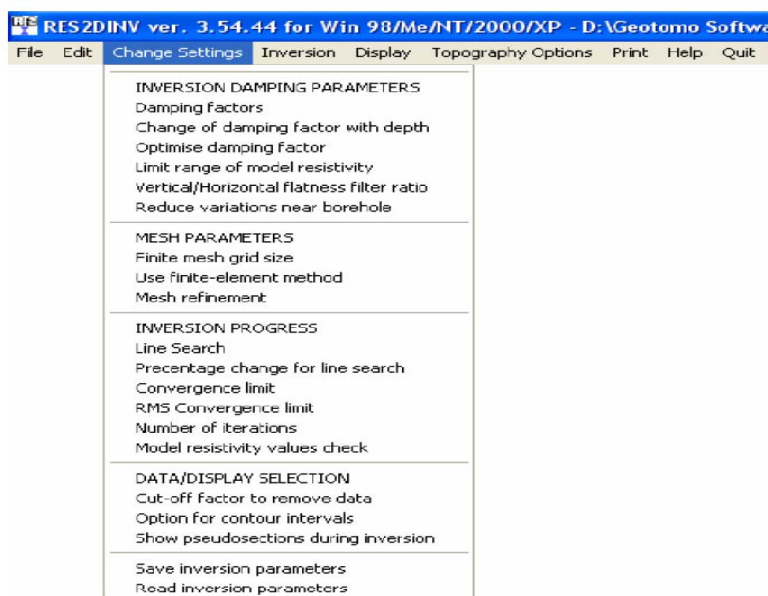 RES2DINV ver. 3.54.44 for Win 98/Me/NT/2000/XP - D:\Geotomo Softwa
File Edit Change Settings Inversion Display Topography Options Print Help Quit
INVERSION DAMPING PARAMETERS
Damping factors
Change of damping factor with depth
Optimise damping factor
Limit range of model resistivity
Vertical/Horizontal flatness filter ratio
Reduce variations near borehole
MESH PARAMETERS
Finite mesh grid size
Use finite-element method
Mesh refinement
INVERSION PROGRESS
Line Search
Precentage change for line search
Convergence limit
RMS Convergence limit
Number of iterations
Model resistivity values check
DATA/DISPLAY SELECTION
Cut-off factor to remove data
Option for contour intervals
Show pseudosections during inversion
Save inversion parameters
Read inversion parameters